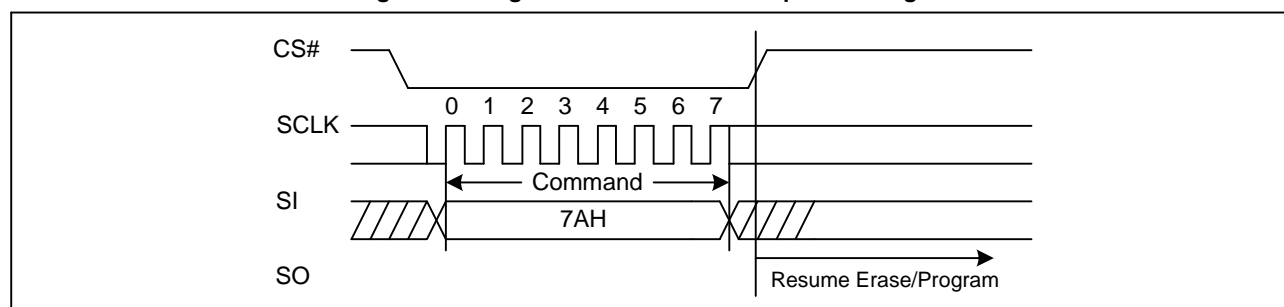 CS#
0 1 2 3 4 5 6 7
SCLK
Command
SI
7AH
SO
Resume Erase/Program